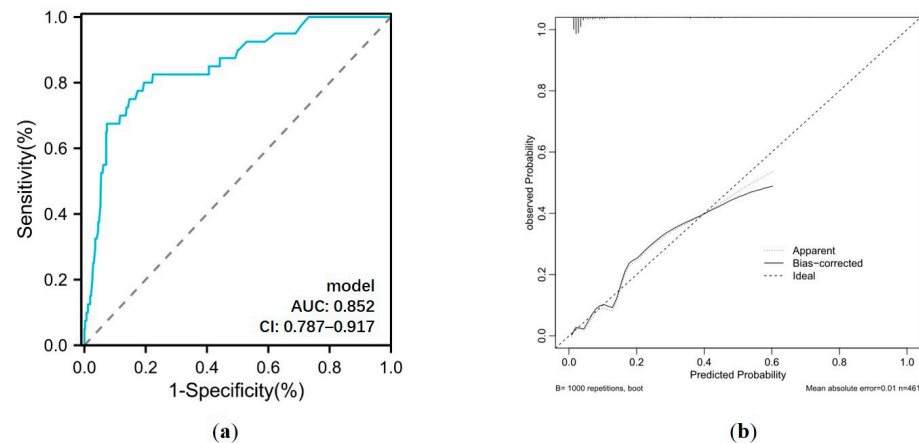 1.0
0.8
0.6
0.4
0.2
0.0
Sensitivity(%)
model
AUC: 0.852
CI: 0.787–0.917
0.0 0.2 0.4 0.6 0.8 1.0
1-Specificity(%)
(a)
1.0
0.8
0.6
0.4
0.2
0.0
observed Probability
Apparent
Bias−corrected
Ideal
0.0 0.2 0.4 0.6 0.8 1.0
Predicted Probability
B= 1000 repetitions, boot
Mean absolute error=0.01 n=461
(b)